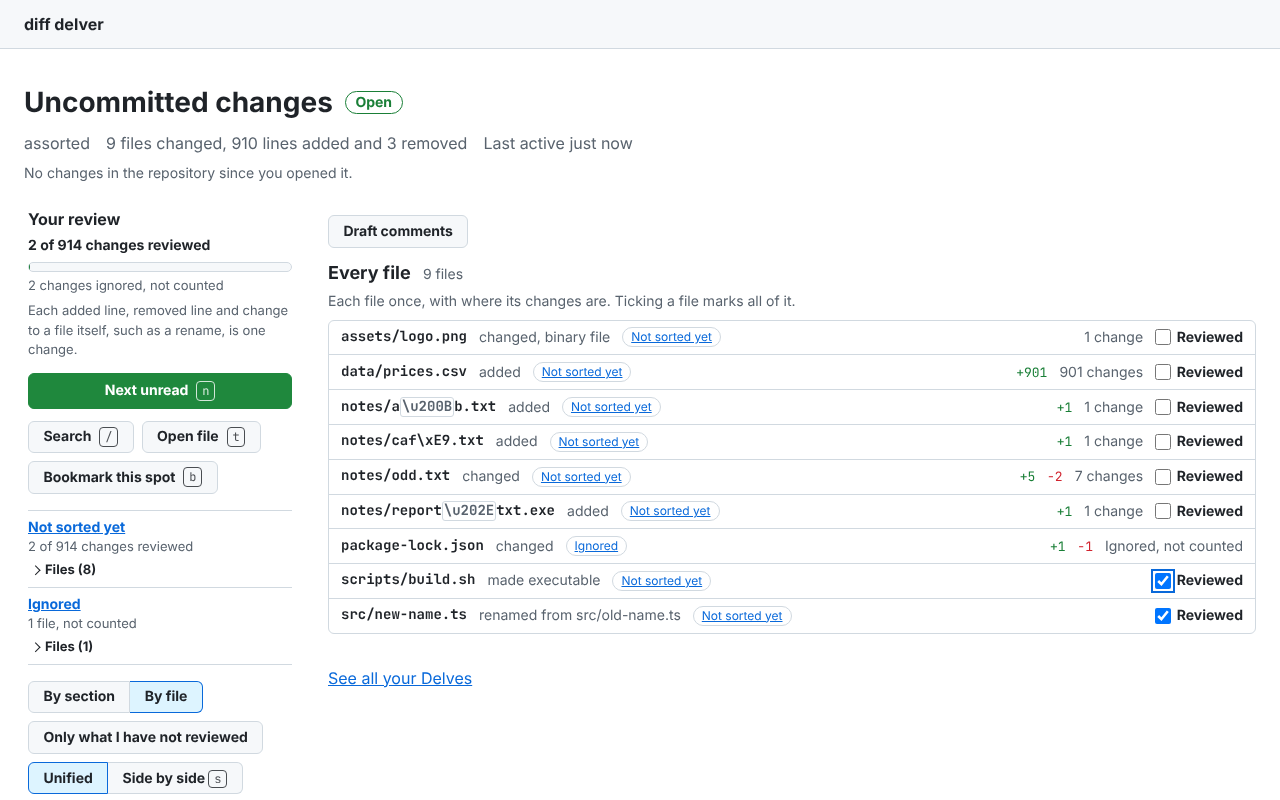 diff delver
Uncommitted changes Open
assorted 9 files changed, 910 lines added and 3 removed Last active just now
No changes in the repository since you opened it.
Your review
2 of 914 changes reviewed
2 changes ignored, not counted
Each added line, removed line and change
to a file itself, such as a rename, is one
change.
Next unread n
Search / Open file t
Bookmark this spot b
Not sorted yet
2 of 914 changes reviewed
Files (8)
Ignored
1 file, not counted
Files (1)
By section By file
Only what I have not reviewed
Unified Side by side s
Draft comments
Every file 9 files
Each file once, with where its changes are. Ticking a file marks all of it.
assets/logo.png changed, binary file Not sorted yet 1 change Reviewed
data/prices.csv added Not sorted yet +901 901 changes Reviewed
notes/a\u200Bb.txt added Not sorted yet +1 1 change Reviewed
notes/caf\xE9.txt added Not sorted yet +1 1 change Reviewed
notes/odd.txt changed Not sorted yet +5 -2 7 changes Reviewed
notes/report\u202Etxt.exe added Not sorted yet +1 1 change Reviewed
package-lock.json changed Ignored +1 -1 Ignored, not counted
scripts/build.sh made executable Not sorted yet Reviewed
src/new-name.ts renamed from src/old-name.ts Not sorted yet Reviewed
See all your Delves